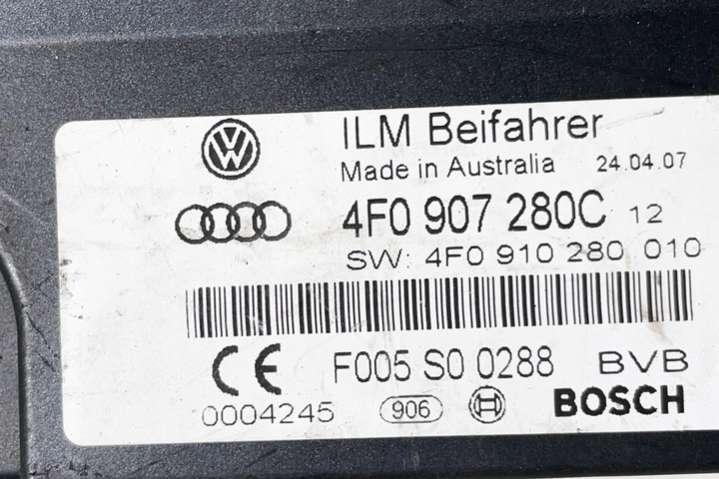 ILM Beifahrer
Made in Australia 24.04.07
4F0 907 280C 12
SW: 4F0 910 280 010
CE F005 S0 0288 BVB
0004245 906 BOSCH